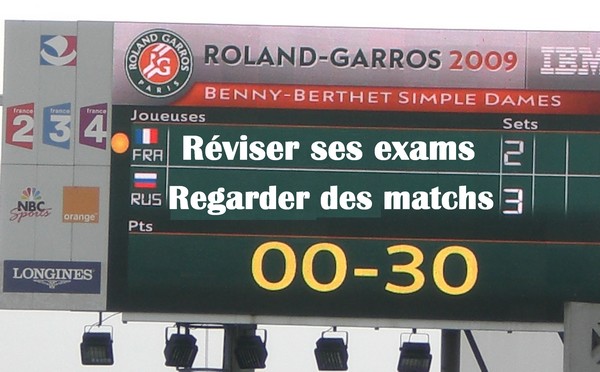 ROLAND GARROS
PARIS
ROLAND-GARROS 2009
IBM
BENNY-BERTHET SIMPLE DAMES
Joueuses
Sets
FRA
Réviser ses exams
2
RUS
Regarder des matchs
3
Pts
00-30
france 2
france 3
france 4
NBC
Sports
orange
LONGINES